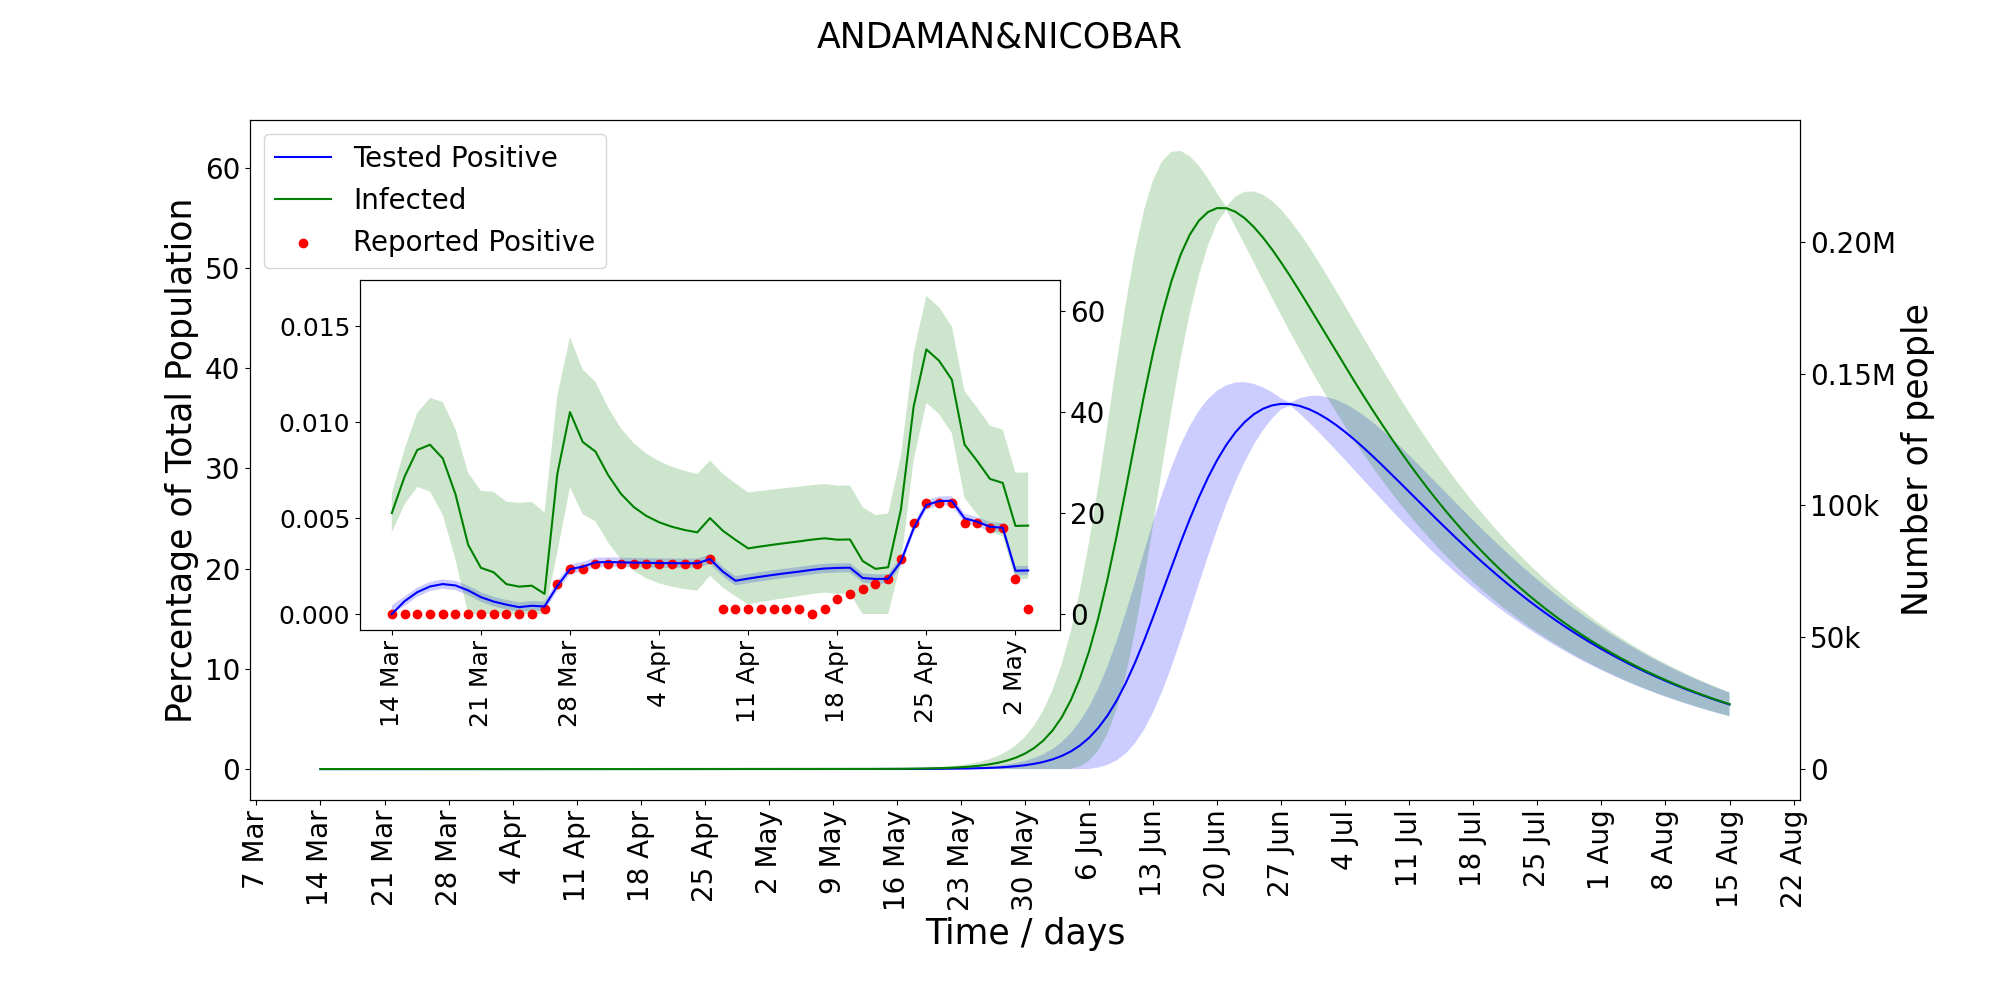 ANDAMAN&NICOBAR
Tested Positive
Infected
Reported Positive
Percentage of Total Population
60
50
40
30
20
10
0
0.015
0.010
0.005
0.000
60
40
20
0
14 Mar
21 Mar
28 Mar
4 Apr
11 Apr
18 Apr
25 Apr
2 May
0.20M
0.15M
100k
50k
0
Number of people
7 Mar
14 Mar
21 Mar
28 Mar
4 Apr
11 Apr
18 Apr
25 Apr
2 May
9 May
16 May
23 May
30 May
6 Jun
13 Jun
20 Jun
27 Jun
4 Jul
11 Jul
18 Jul
25 Jul
1 Aug
8 Aug
15 Aug
22 Aug
Time / days